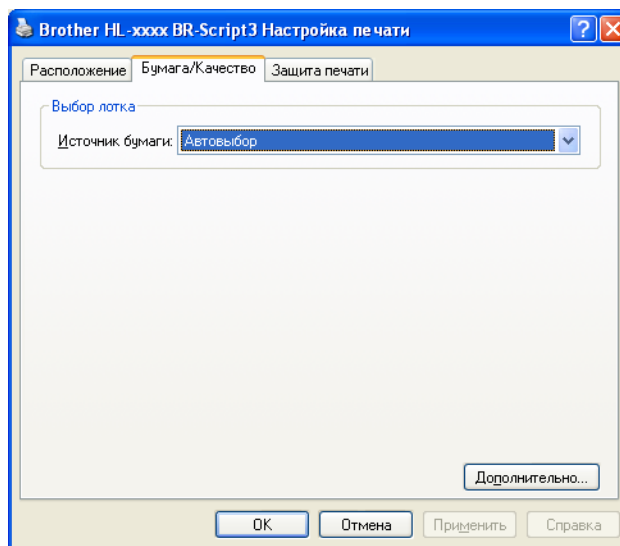 Brother HL-xxxx BR-Script3 Настройка печати
Расположение Бумага/Качество Защита печати
Выбор лотка
Источник бумаги: Автовыбор
Дополнительно...
OK Отмена Применить Справка